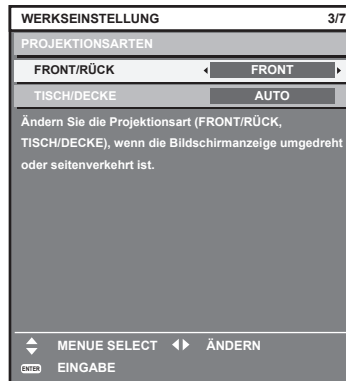 WERKSEINSTELLUNG 3/7
PROJEKTIONSARTEN
FRONT/RÜCK FRONT
TISCH/DECKE AUTO
Ändern Sie die Projektionsart (FRONT/RÜCK,
TISCH/DECKE), wenn die Bildschirmanzeige umgedreht
oder seitenverkehrt ist.
MENUE SELECT ÄNDERN
ENTER EINGABE